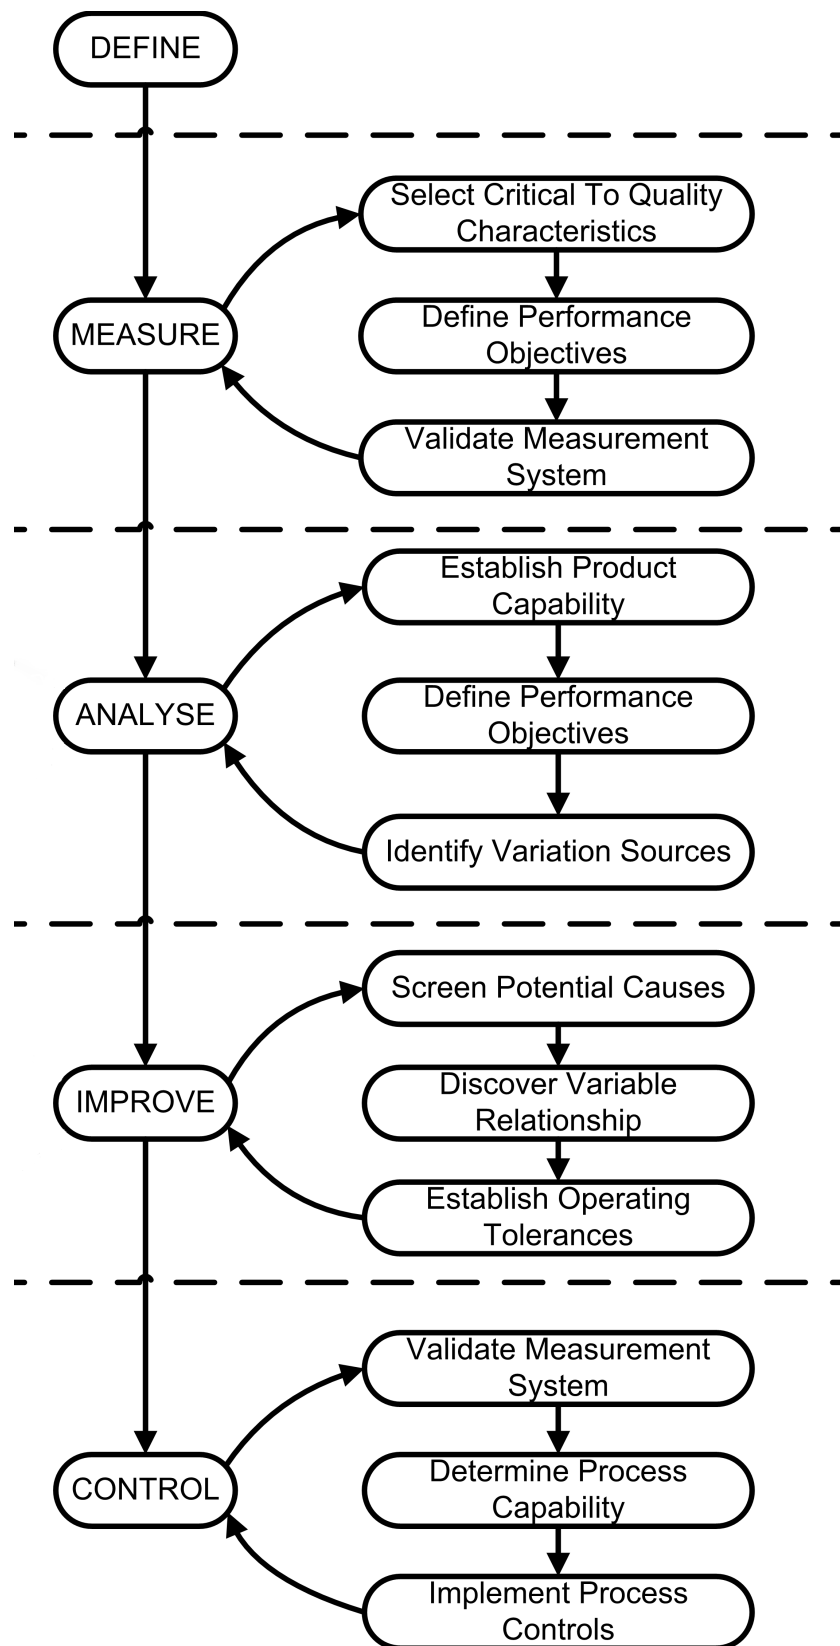 DEFINE
Select Critical To Quality
Characteristics
MEASURE
Define Performance
Objectives
Validate Measurement
System
Establish Product
Capability
ANALYSE
Define Performance
Objectives
Identify Variation Sources
Screen Potential Causes
IMPROVE
Discover Variable
Relationship
Establish Operating
Tolerances
Validate Measurement
System
CONTROL
Determine Process
Capability
Implement Process
Controls